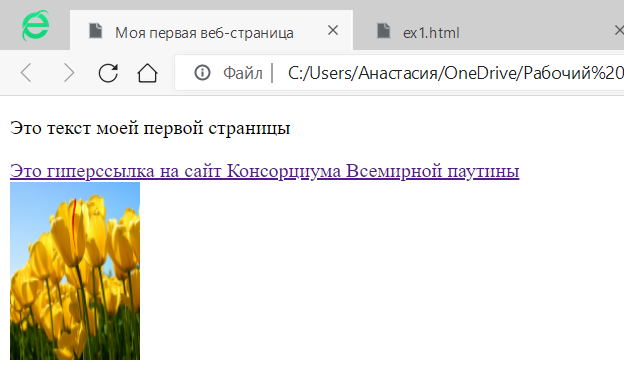 Моя первая веб-страница
ex1.html
Файл C:/Users/Анастасия/OneDrive/Рабочий%20
Это текст моей первой страницы
Это гиперссылка на сайт Консорциума Всемирной паутины